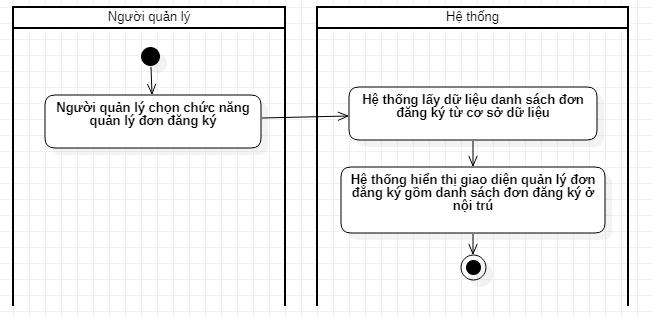 Người quản lý
Hệ thống
Người quản lý chọn chức năng
quản lý đơn đăng ký
Hệ thống lấy dữ liệu danh sách đơn
đăng ký từ cơ sở dữ liệu
Hệ thống hiển thị giao diện quản lý đơn
đăng ký gồm danh sách đơn đăng ký ở
nội trú